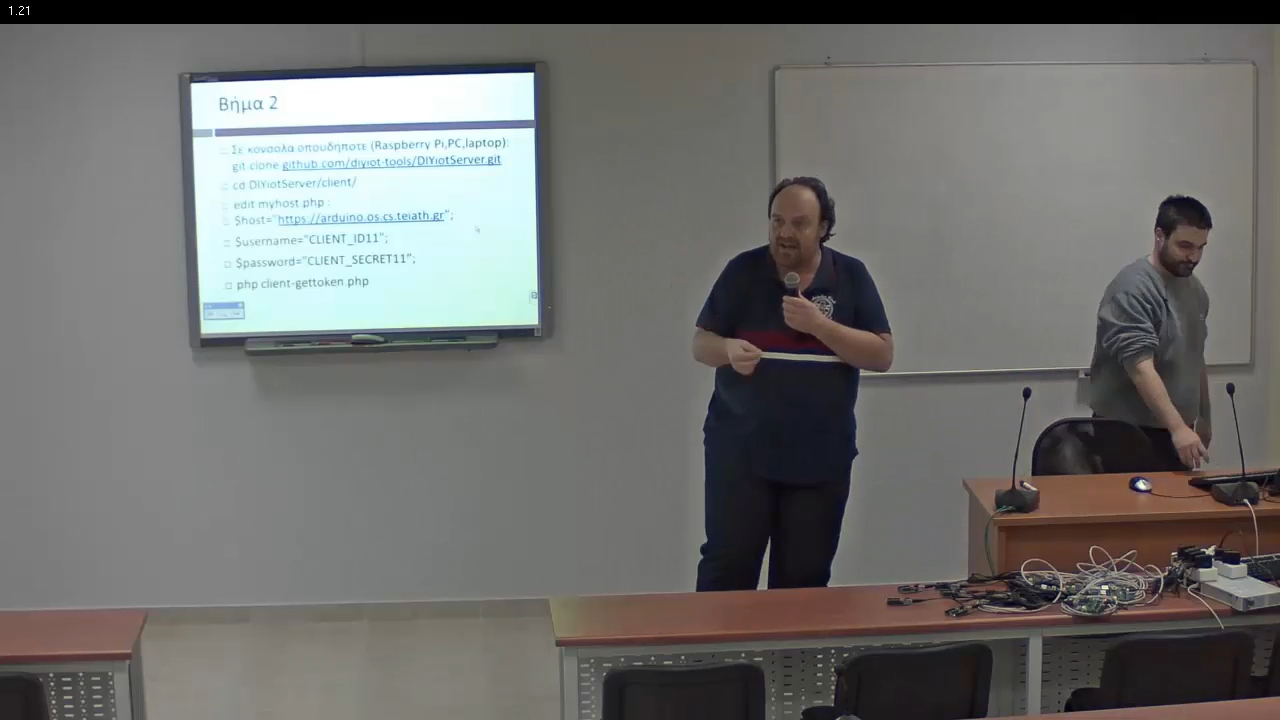 1.21
Βήμα 2
Σε κονσόλα οπουδήποτε (Raspberry Pi,PC,laptop):
git clone github.com/diyiot-tools/DIYiotServer.git
cd DIYiotServer/client/
edit myhost.php :
$host="https://arduino.os.cs.teiath.gr";
$username="CLIENT_ID11";
$password="CLIENT_SECRET11";
php client-gettoken.php